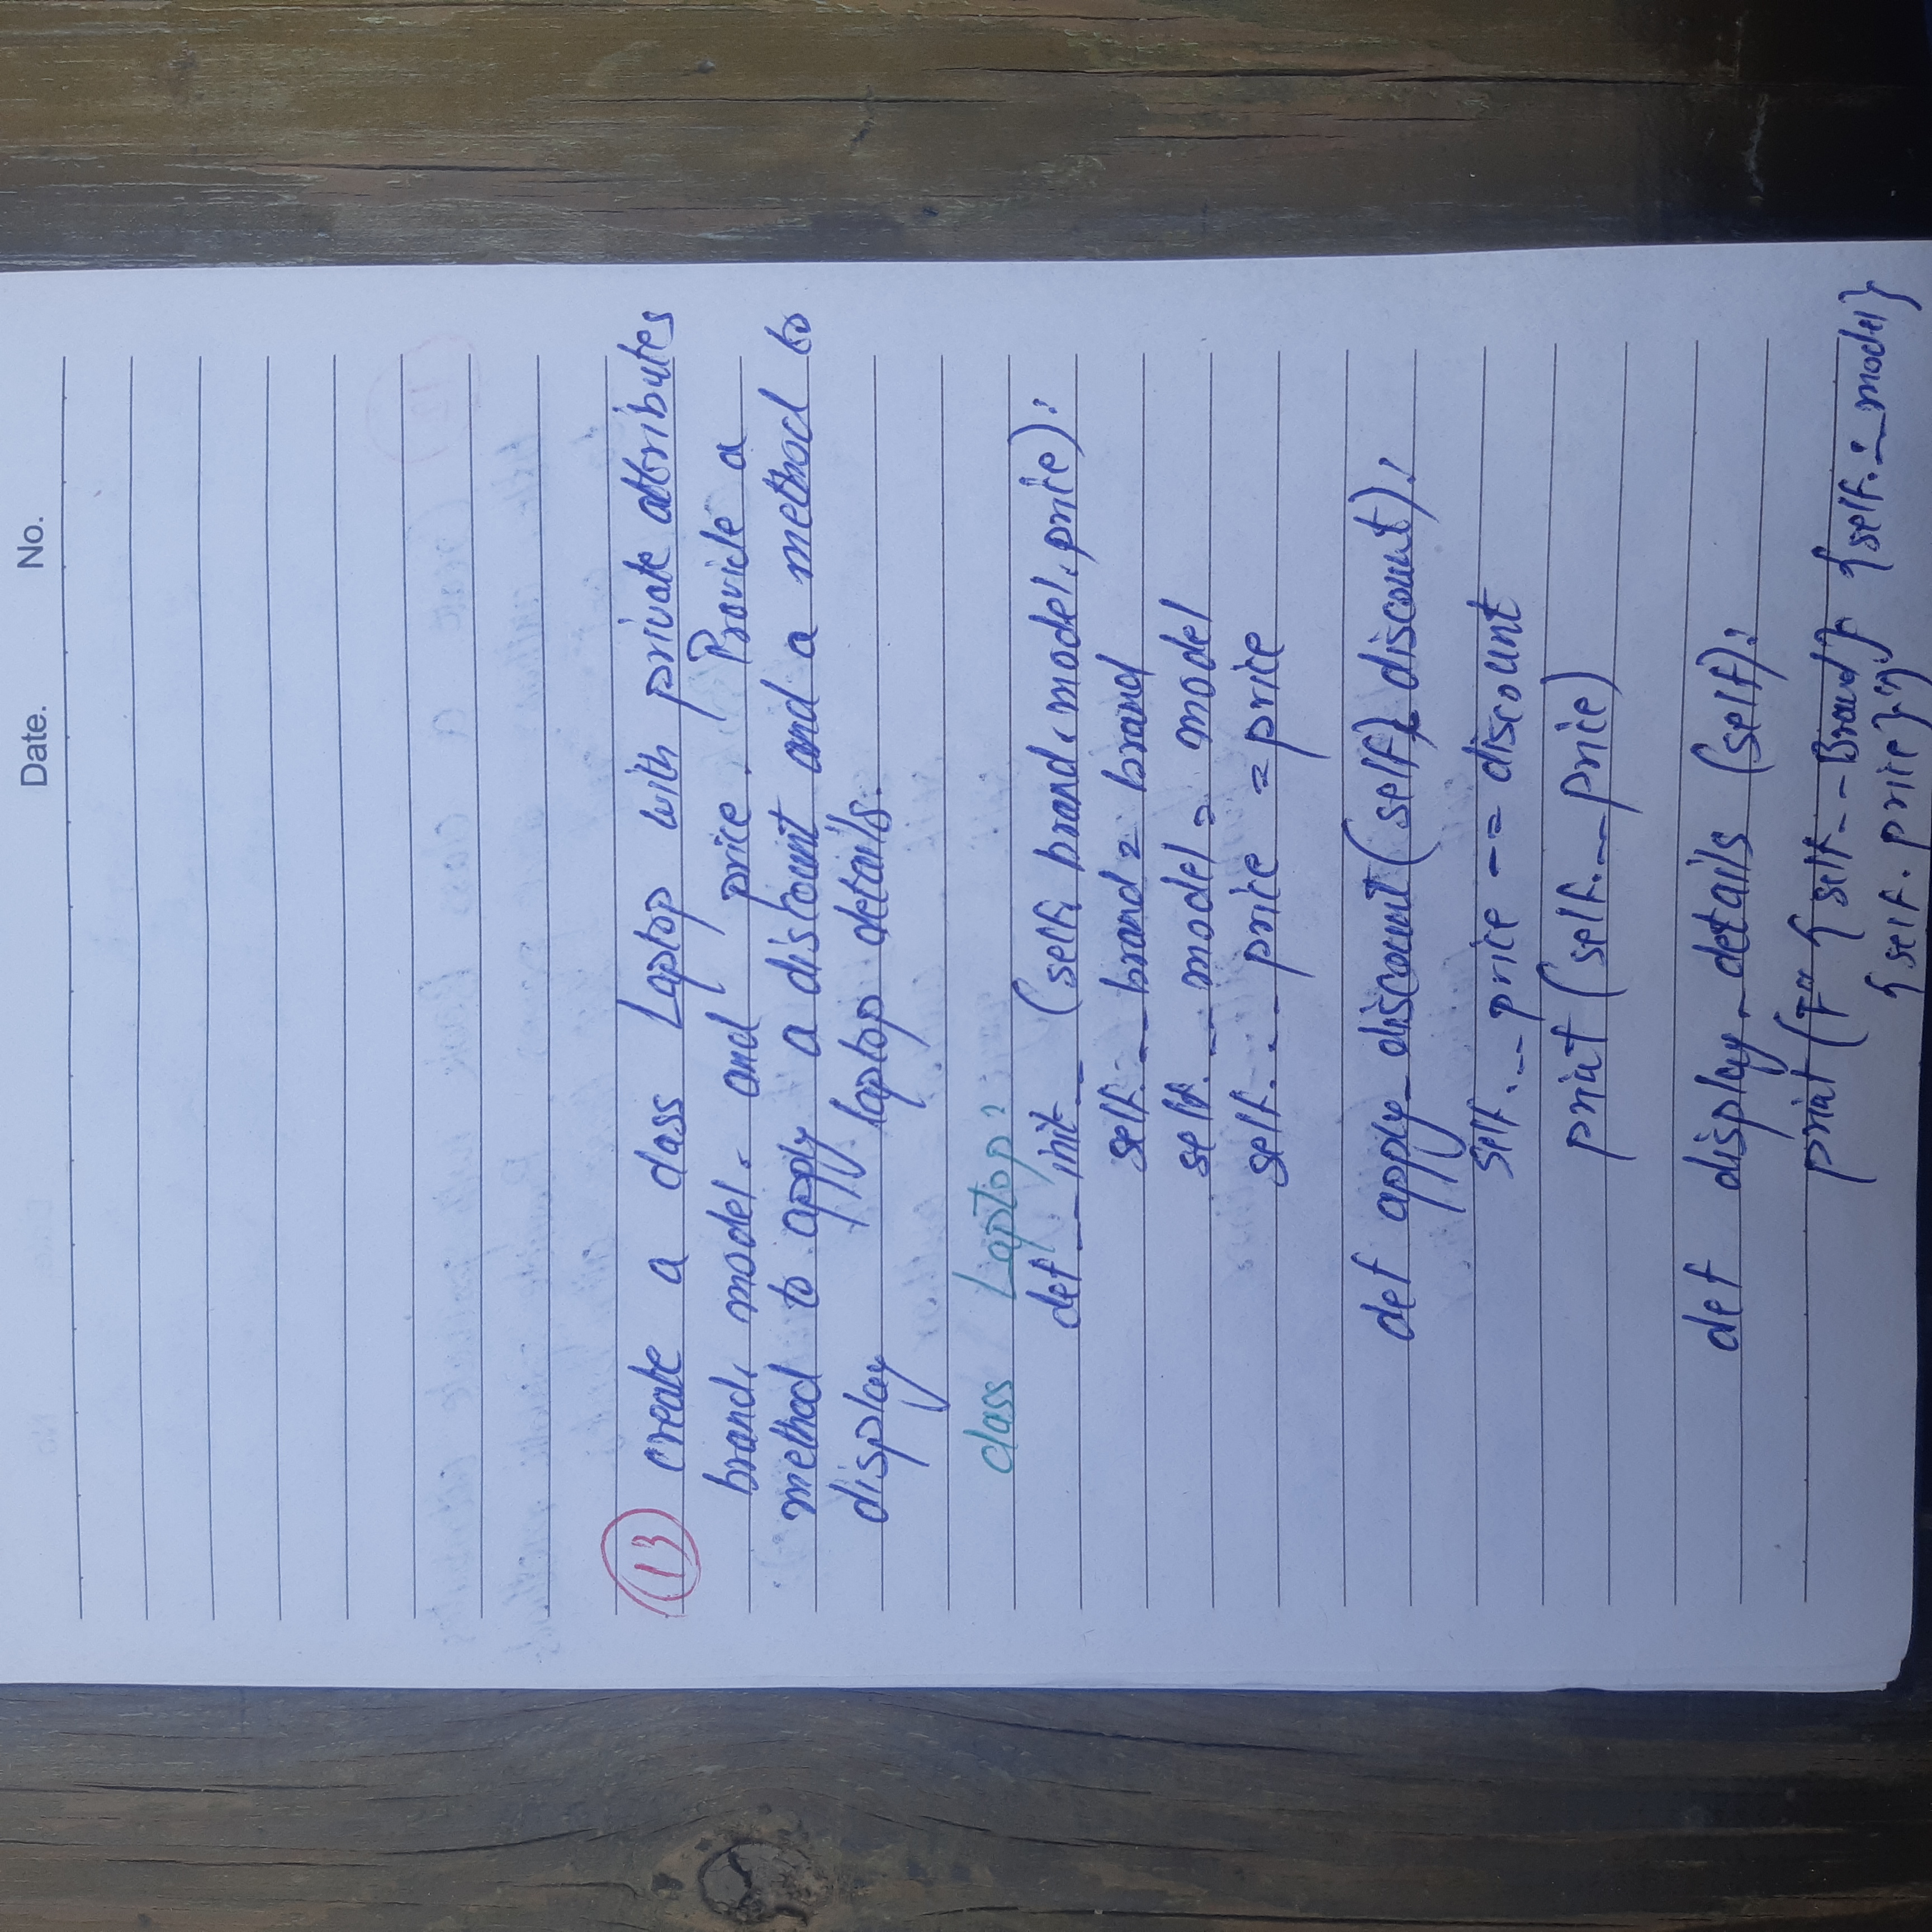 Date. No.
13 create a class Laptop with private attributes
brand, model, and price. Provide a
method to apply a discount and a method to
display laptop details.
class Laptop:
def __init__ (self, brand, model, price):
self.__brand = brand
self.__model = model
self.__price = price
def apply_discount(self, discount):
self.__price -= discount
print (self.__price)
def display_details (self):
print (f" {self.__Brand} {self.__model}
{self.price}")